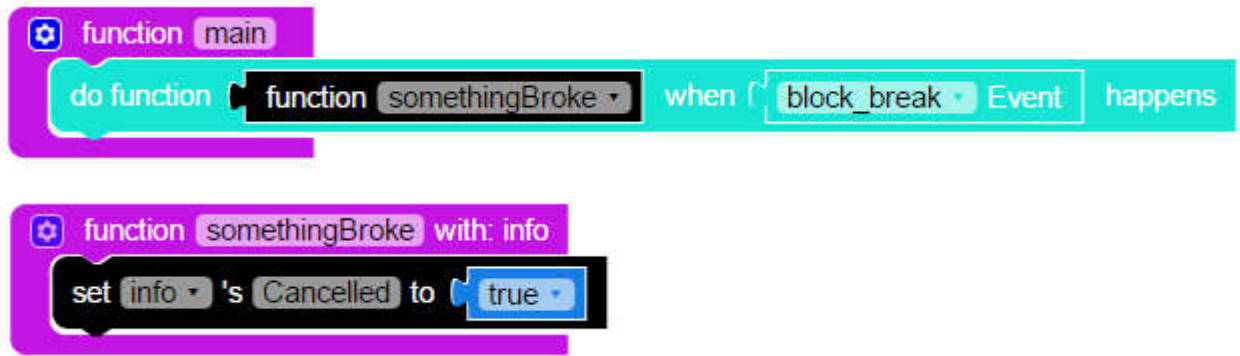 function main
do function function somethingBroke when block_break Event happens
function somethingBroke with: info
set info 's Cancelled to true